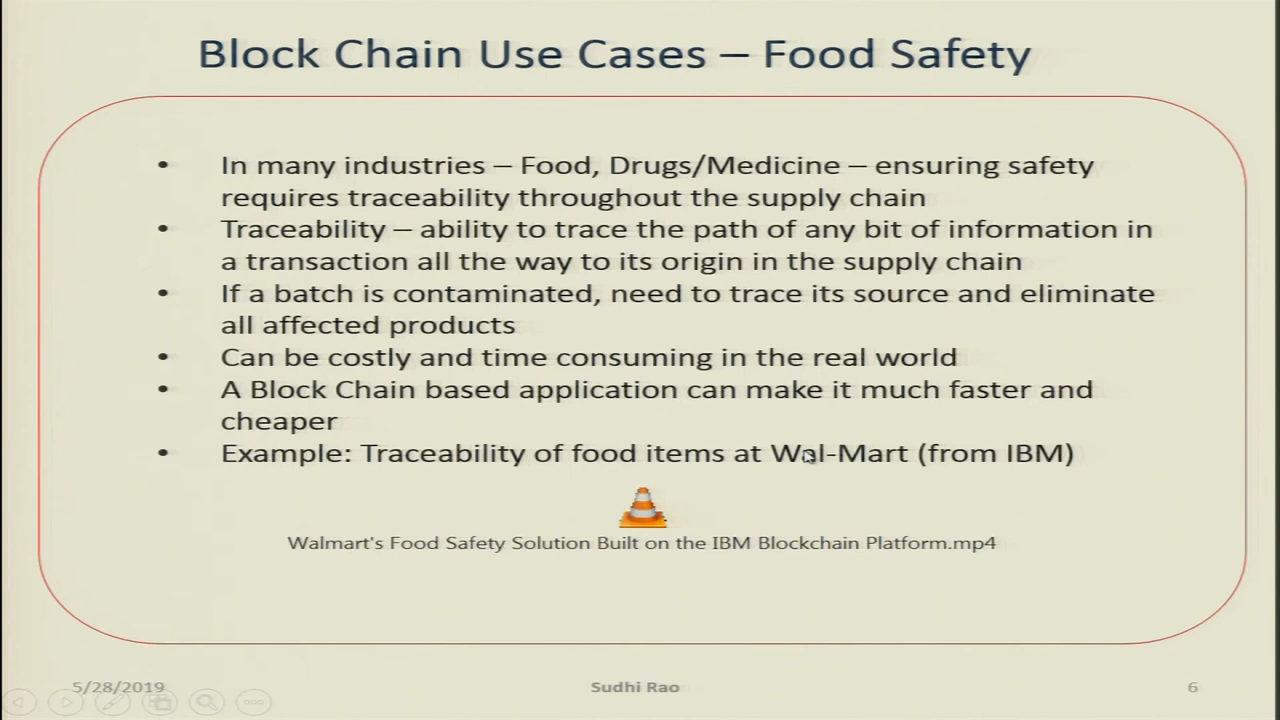 Block Chain Use Cases – Food Safety
• In many industries – Food, Drugs/Medicine – ensuring safety
requires traceability throughout the supply chain
• Traceability – ability to trace the path of any bit of information in
a transaction all the way to its origin in the supply chain
• If a batch is contaminated, need to trace its source and eliminate
all affected products
• Can be costly and time consuming in the real world
• A Block Chain based application can make it much faster and
cheaper
• Example: Traceability of food items at Wal-Mart (from IBM)
Walmart's Food Safety Solution Built on the IBM Blockchain Platform.mp4
5/28/2019 Sudhi Rao 6